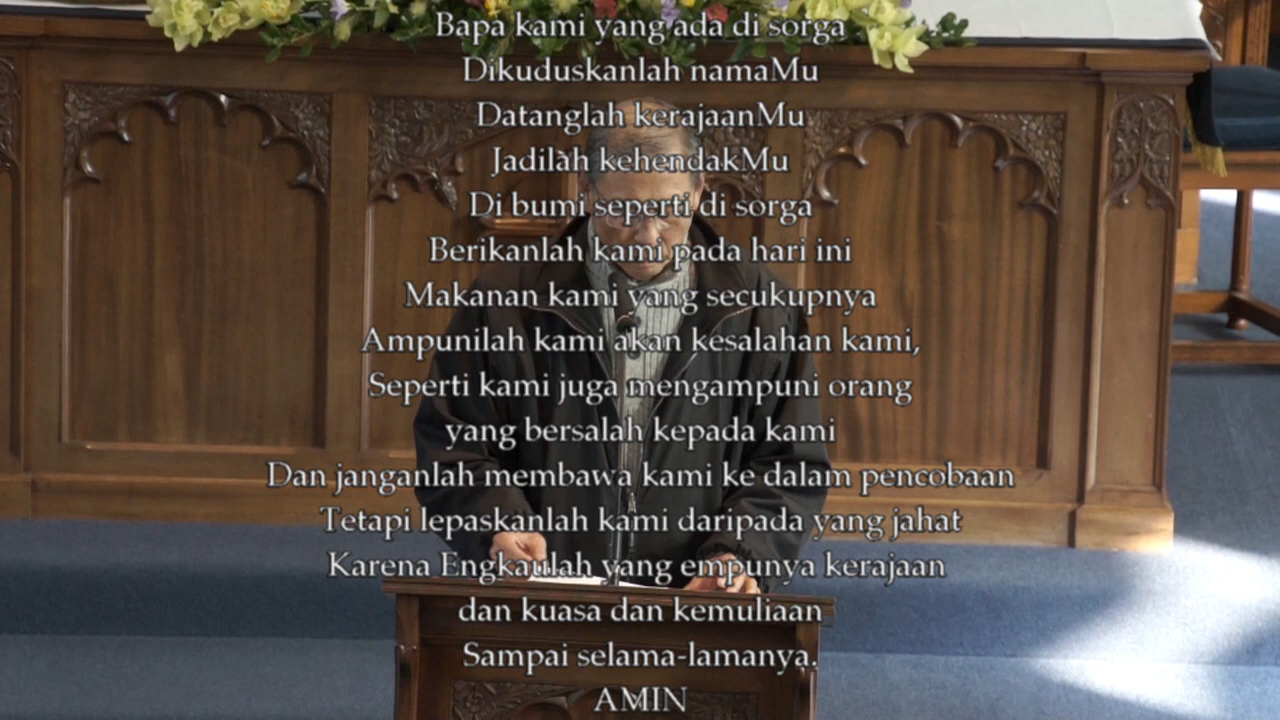 Bapa kami yang ada di sorga
Dikuduskanlah namaMu
Datanglah kerajaanMu
Jadilah kehendakMu
Di bumi seperti di sorga
Berikanlah kami pada hari ini
Makanan kami yang secukupnya
Ampunilah kami akan kesalahan kami,
Seperti kami juga mengampuni orang
yang bersalah kepada kami
Dan janganlah membawa kami ke dalam pencobaan
Tetapi lepaskanlah kami daripada yang jahat
Karena Engkaulah yang empunya kerajaan
dan kuasa dan kemuliaan
Sampai selama-lamanya.
AMIN